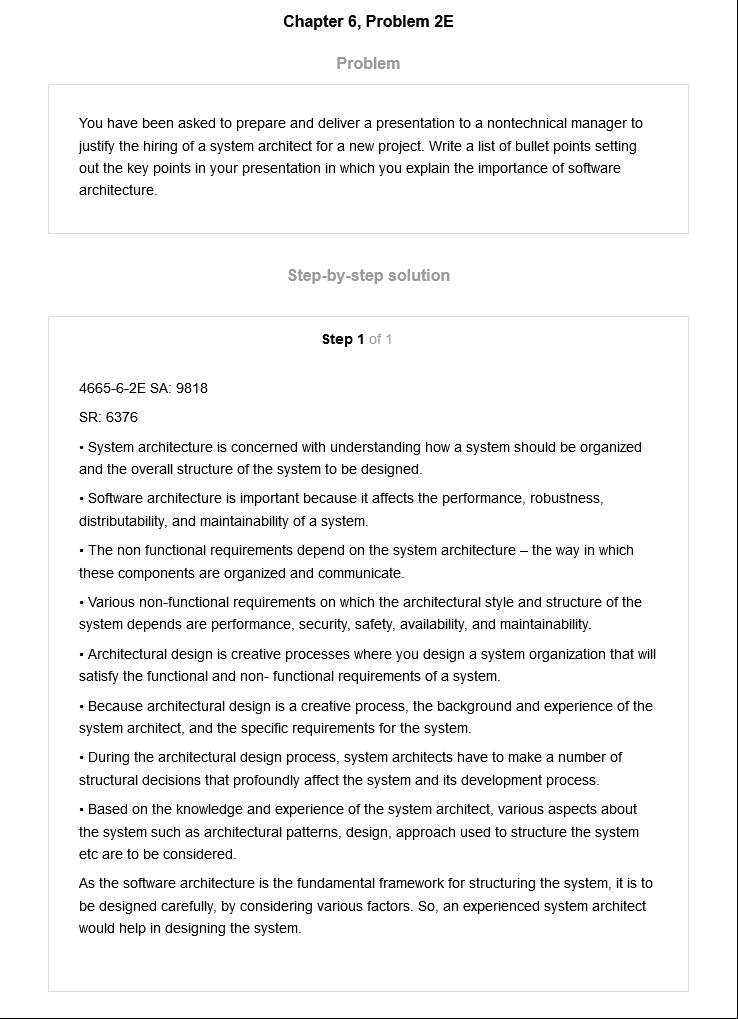 Chapter 6, Problem 2E
Problem
You have been asked to prepare and deliver a presentation to a nontechnical manager to
justify the hiring of a system architect for a new project. Write a list of bullet points setting
out the key points in your presentation in which you explain the importance of software
architecture.
Step-by-step solution
Step 1 of 1
4665-6-2E SA: 9818
SR: 6376
• System architecture is concerned with understanding how a system should be organized
and the overall structure of the system to be designed.
• Software architecture is important because it affects the performance, robustness,
distributability, and maintainability of a system.
• The non functional requirements depend on the system architecture – the way in which
these components are organized and communicate.
• Various non-functional requirements on which the architectural style and structure of the
system depends are performance, security, safety, availability, and maintainability.
• Architectural design is creative processes where you design a system organization that will
satisfy the functional and non- functional requirements of a system.
• Because architectural design is a creative process, the background and experience of the
system architect, and the specific requirements for the system.
• During the architectural design process, system architects have to make a number of
structural decisions that profoundly affect the system and its development process.
• Based on the knowledge and experience of the system architect, various aspects about
the system such as architectural patterns, design, approach used to structure the system
etc are to be considered.
As the software architecture is the fundamental framework for structuring the system, it is to
be designed carefully, by considering various factors. So, an experienced system architect
would help in designing the system.